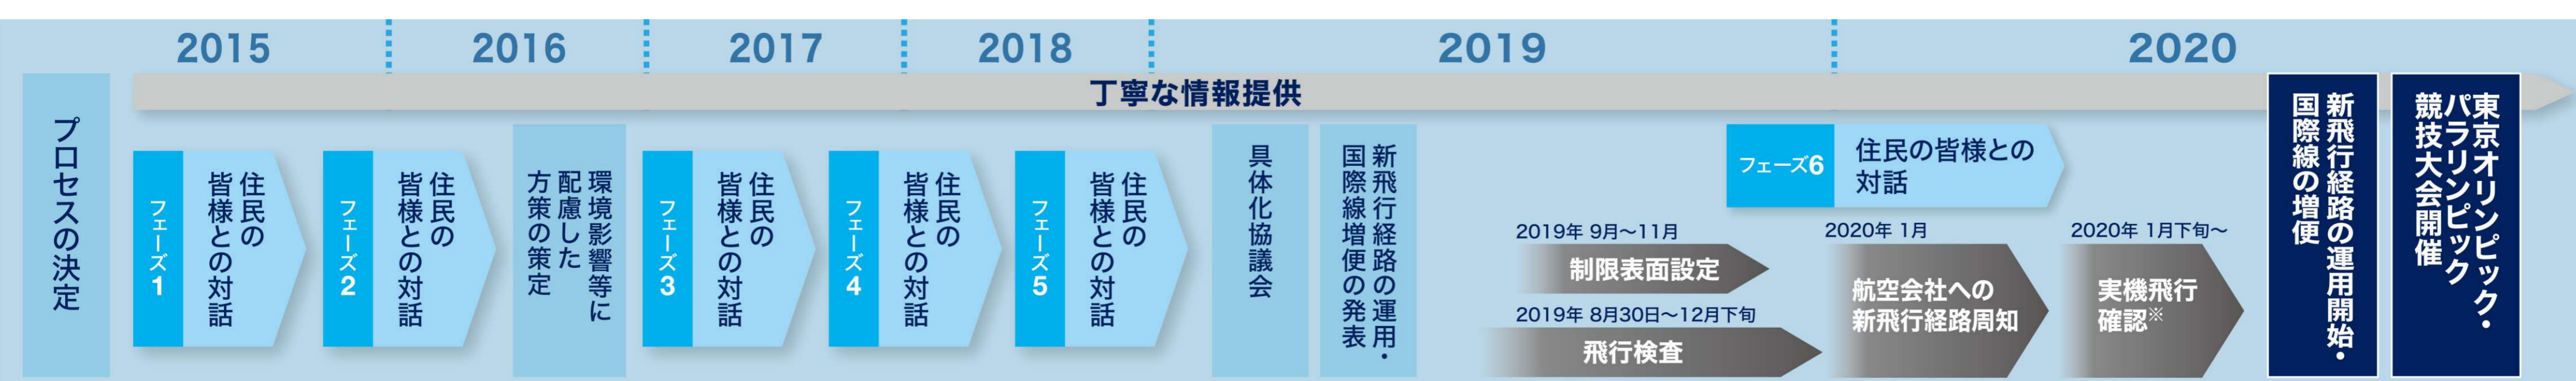 2015
2016
2017
2018
2019
2020
丁寧な情報提供
プロセスの決定
フェーズ1
住民の
皆様との対話
フェーズ2
住民の
皆様との対話
環境影響等に
配慮した
方策の策定
フェーズ3
住民の
皆様との対話
フェーズ4
住民の
皆様との対話
フェーズ5
住民の
皆様との対話
具体化協議会
新飛行経路の運用・
国際線増便の発表
フェーズ6
住民の皆様との
対話
2019年 9月～11月
制限表面設定
2019年 8月30日～12月下旬
飛行検査
2020年 1月
航空会社への
新飛行経路周知
2020年 1月下旬～
実機飛行
確認※
新飛行経路の運用開始・
国際線の増便
東京オリンピック・
パラリンピック
競技大会開催